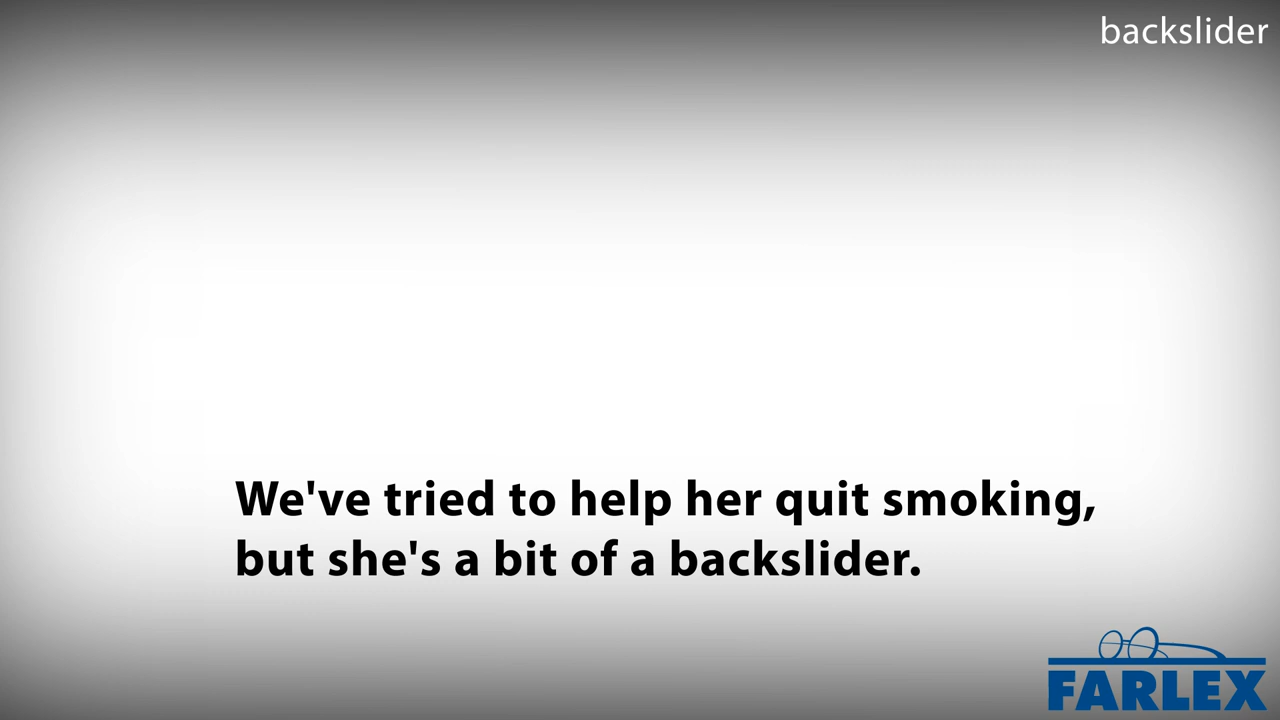 backslider
We've tried to help her quit smoking,
but she's a bit of a backslider.
FARLEX